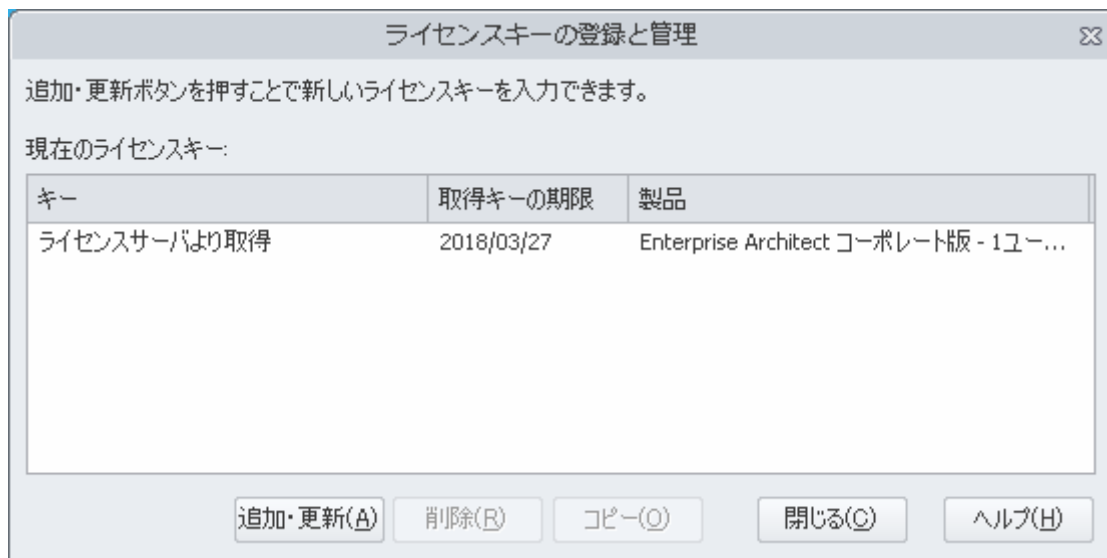 ライセンスキーの登録と管理
追加・更新ボタンを押すことで新しいライセンスキーを入力できます。
現在のライセンスキー:
キー 取得キーの期限 製品
ライセンスサーバより取得 2018/03/27 Enterprise Architect コーポレート版 - 1ユー...
追加・更新(A) 削除(R) コピー(O) 閉じる(C) ヘルプ(H)